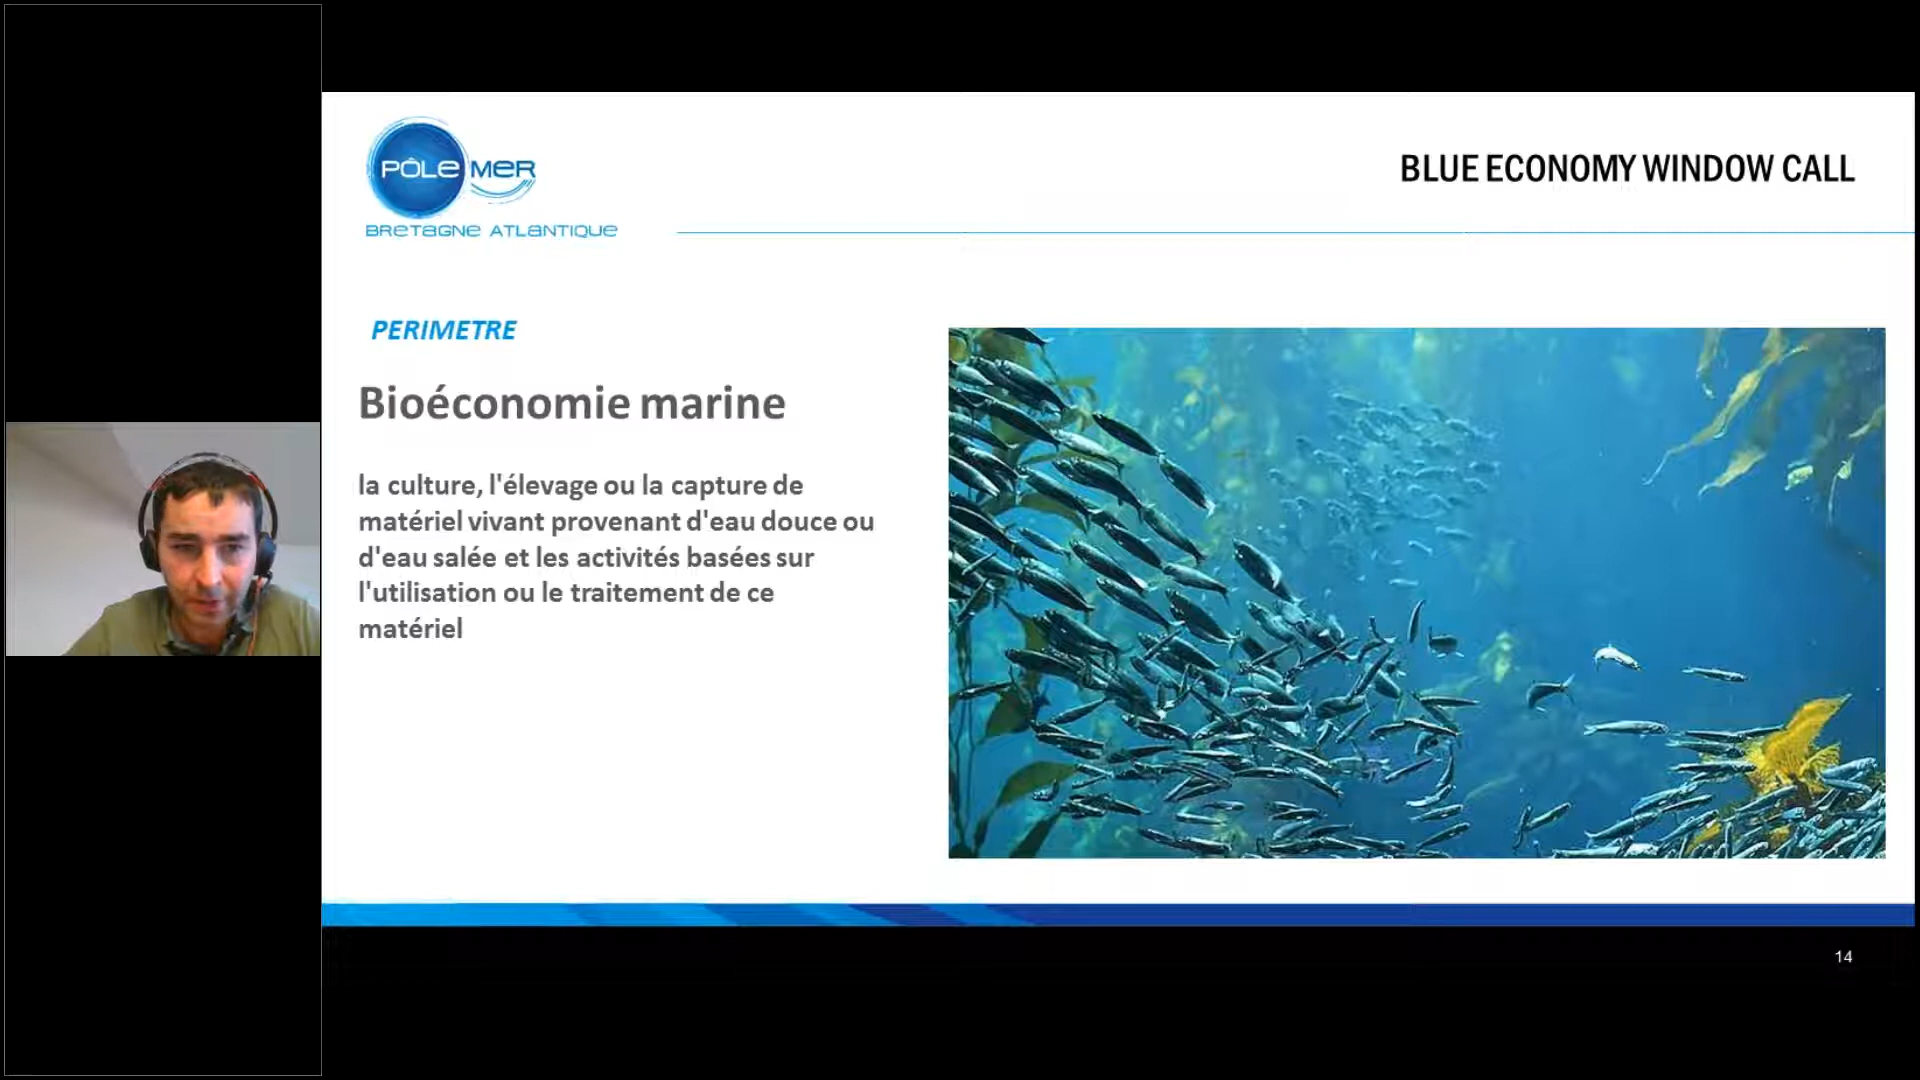 PÔLE MER
BRETAGNE ATLANTIQUE
BLUE ECONOMY WINDOW CALL
PERIMETRE
Bioéconomie marine
la culture, l'élevage ou la capture de
matériel vivant provenant d'eau douce ou
d'eau salée et les activités basées sur
l'utilisation ou le traitement de ce
matériel
14